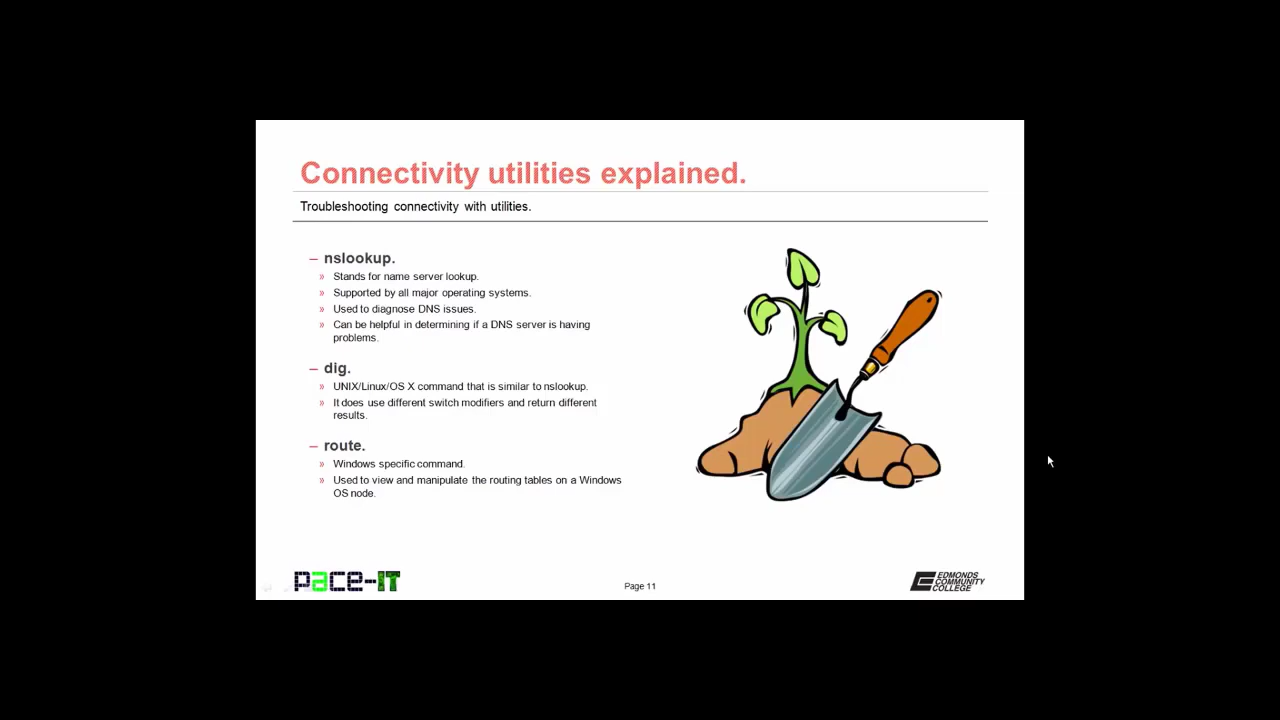 Connectivity utilities explained.
Troubleshooting connectivity with utilities.
– nslookup.
» Stands for name server lookup.
» Supported by all major operating systems.
» Used to diagnose DNS issues.
» Can be helpful in determining if a DNS server is having
problems.
– dig.
» UNIX/Linux/OS X command that is similar to nslookup.
» It does use different switch modifiers and return different
results.
– route.
» Windows specific command.
» Used to view and manipulate the routing tables on a Windows
OS node.
pace-IT
Page 11
EDMONDS
COMMUNITY
COLLEGE